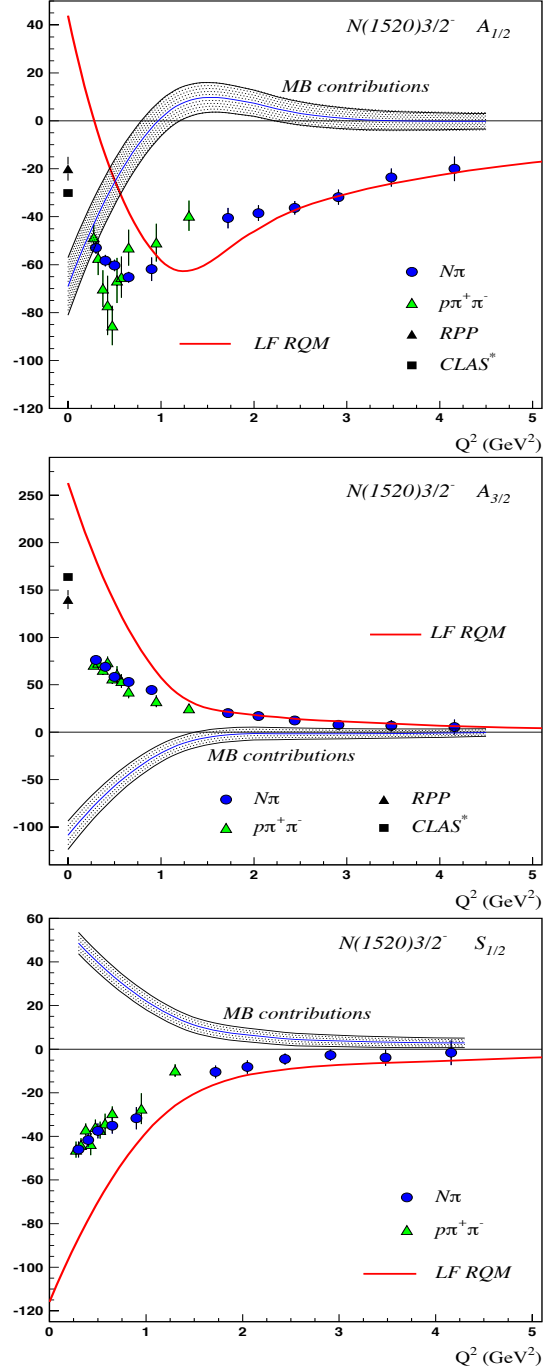 N(1520)3/2⁻ A₁/₂
MB contributions
40
20
0
-20
-40
-60
-80
-100
-120
Nπ
pπ⁺π⁻
RPP
CLAS*
LF RQM
0 1 2 3 4 5
Q² (GeV²)
N(1520)3/2⁻ A₃/₂
250
200
150
100
50
0
-50
-100
LF RQM
MB contributions
Nπ RPP
pπ⁺π⁻ CLAS*
0 1 2 3 4 5
Q² (GeV²)
60
N(1520)3/2⁻ S₁/₂
40
20
0
-20
-40
-60
-80
-100
-120
MB contributions
Nπ
pπ⁺π⁻
LF RQM
0 1 2 3 4 5
Q² (GeV²)